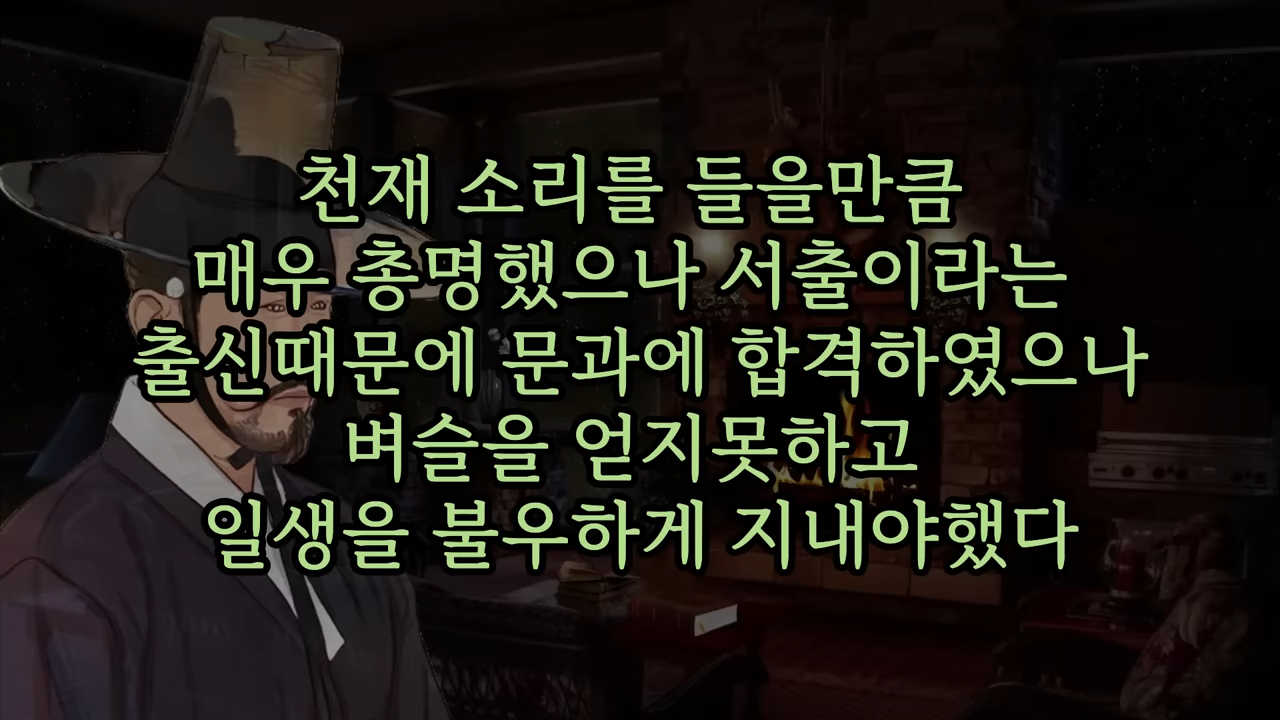 천재 소리를 들을만큼
매우 총명했으나 서출이라는
출신때문에 문과에 합격하였으나
벼슬을 얻지못하고
일생을 불우하게 지내야했다